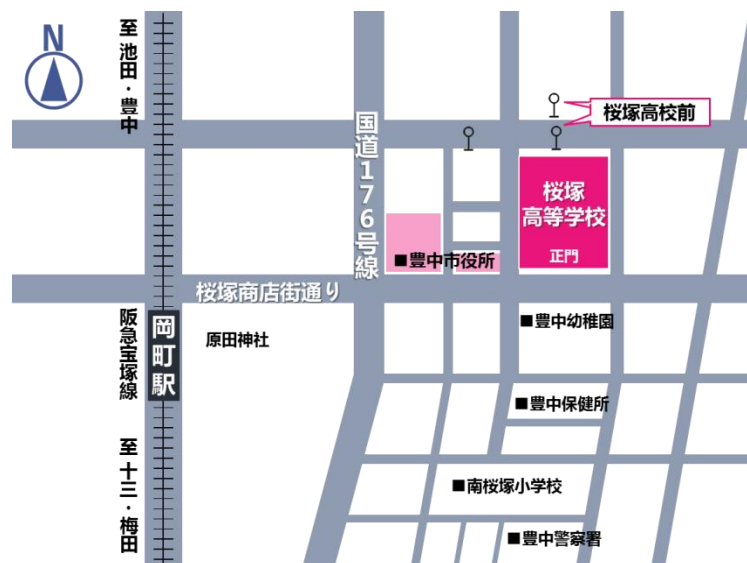 N
至 池田・豊中
国道176号線
桜塚高校前
桜塚
高等学校
正門
■豊中市役所
桜塚商店街通り
阪急宝塚線
岡町駅
原田神社
■豊中幼稚園
■豊中保健所
至 十三・梅田
■南桜塚小学校
■豊中警察署